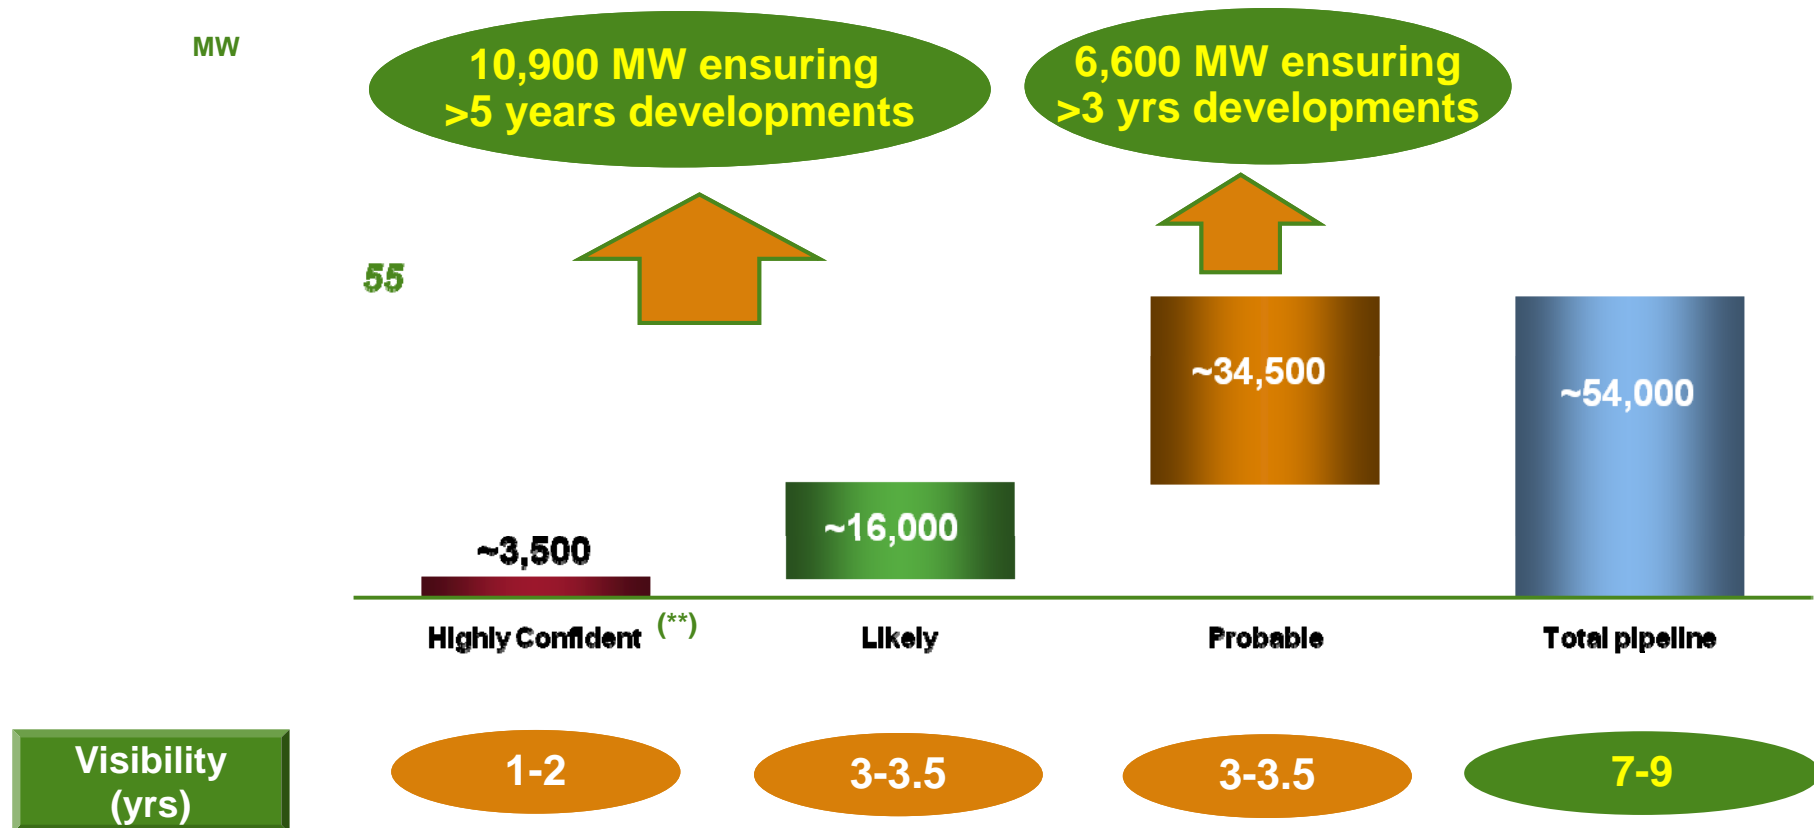 MW
10,900 MW ensuring
>5 years developments
6,600 MW ensuring
>3 yrs developments
55
~3,500
~16,000
~34,500
~54,000
Highly Confident (**)
Likely
Probable
Total pipeline
Visibility
(yrs)
1-2
3-3.5
3-3.5
7-9